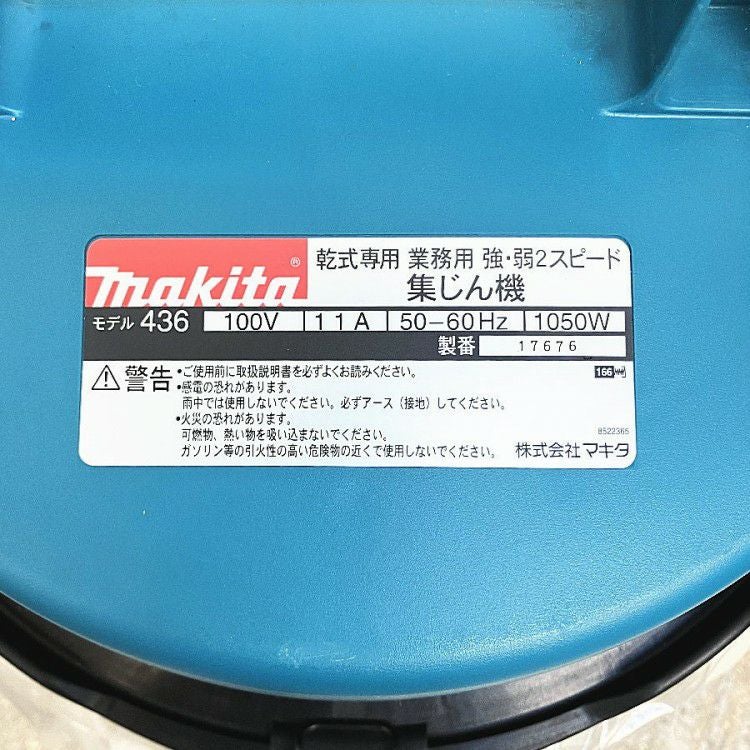 makita®
乾式専用 業務用 強・弱2スピード
集じん機
モデル 436 100V 11A 50-60Hz 1050W
製番 17676
警告
•ご使用前に取扱説明書を必ずよくお読みください。
•感電の恐れがあります。
雨中では使用しないでください。必ずアース（接地）してください。
•火災の恐れがあります。
可燃物、熱い物を吸い込まないでください。
ガソリン等の引火性の高い危険物の近くで使用しないでください。
166
8522365
株式会社マキタ